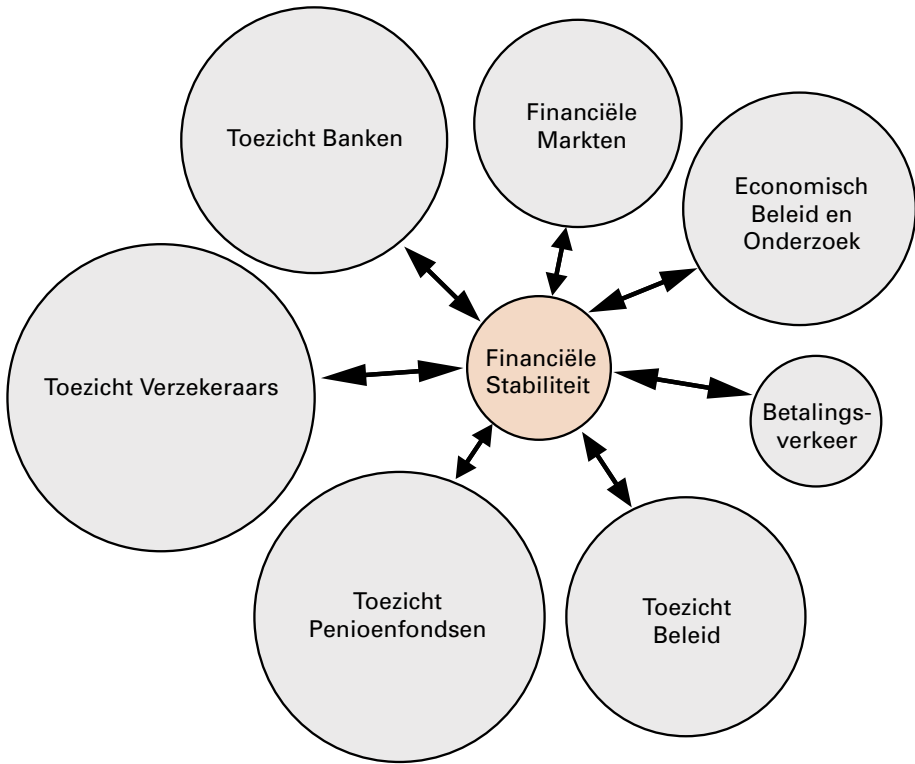 Toezicht Banken
Financiële
Markten
Economisch
Beleid en
Onderzoek
Toezicht Verzekeraars
Financiële
Stabiliteit
Betalings-
verkeer
Toezicht
Penioenfondsen
Toezicht
Beleid